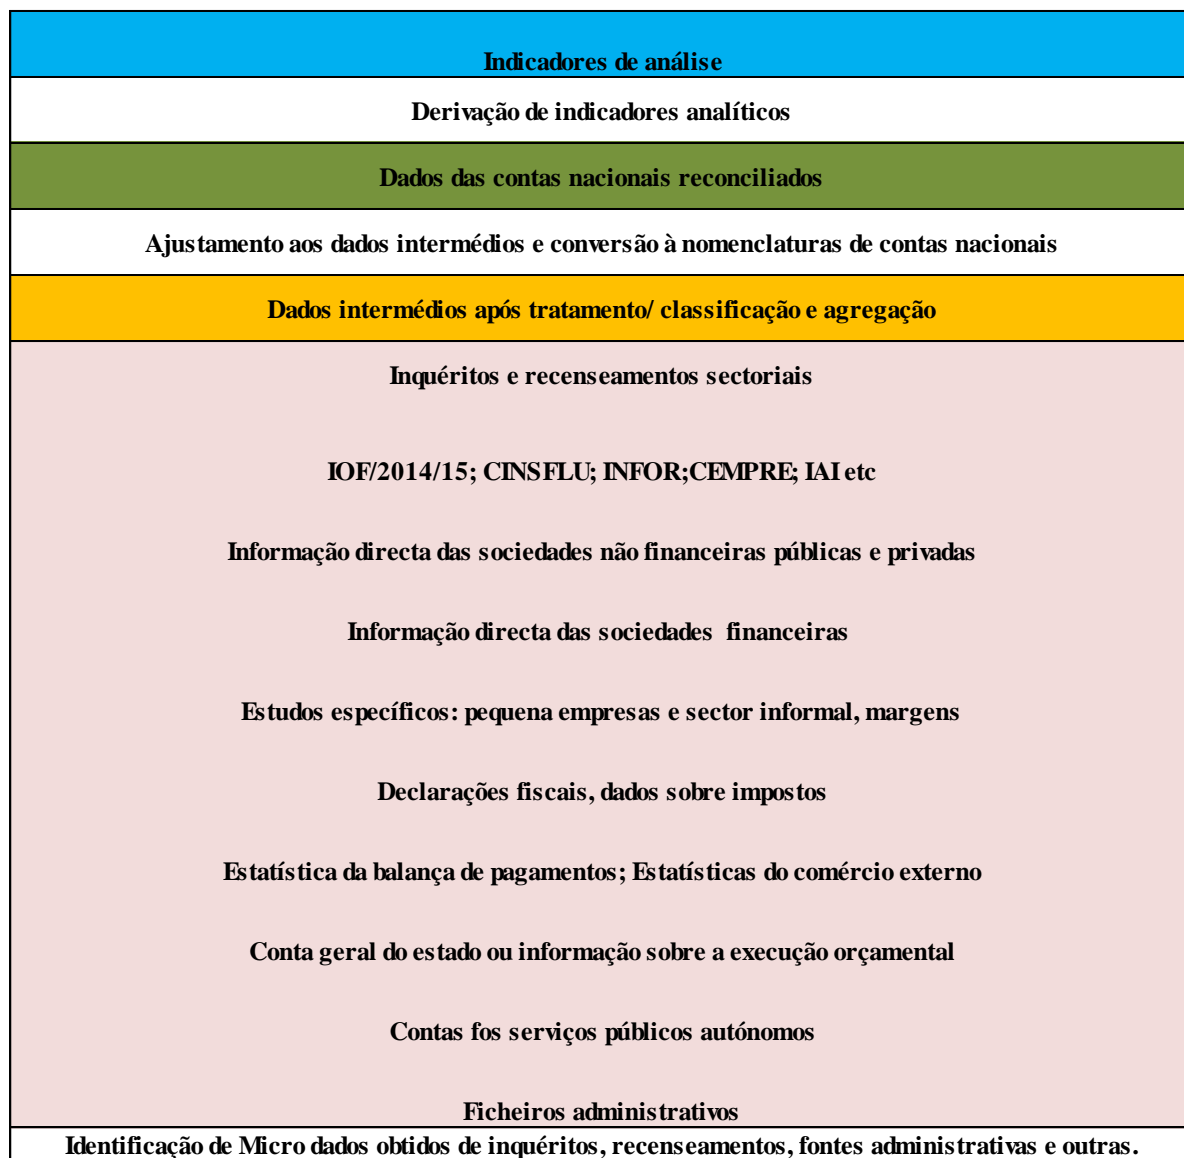 Indicadores de análise
Derivação de indicadores analíticos
Dados das contas nacionais reconciliados
Ajustamento aos dados intermédios e conversão à nomenclaturas de contas nacionais
Dados intermédios após tratamento/ classificação e agregação
Inquéritos e recenseamentos sectoriais
IOF/2014/15; CINSFLU; INFOR;CEMPRE; IAI etc
Informação directa das sociedades não financeiras públicas e privadas
Informação directa das sociedades  financeiras
Estudos específicos: pequena empresas e sector informal, margens
Declarações fiscais, dados sobre impostos
Estatística da balança de pagamentos; Estatísticas do comércio externo
Conta geral do estado ou informação sobre a execução orçamental
Contas fos serviços públicos autónomos
Ficheiros administrativos
Identificação de Micro dados obtidos de inquéritos, recenseamentos, fontes administrativas e outras.